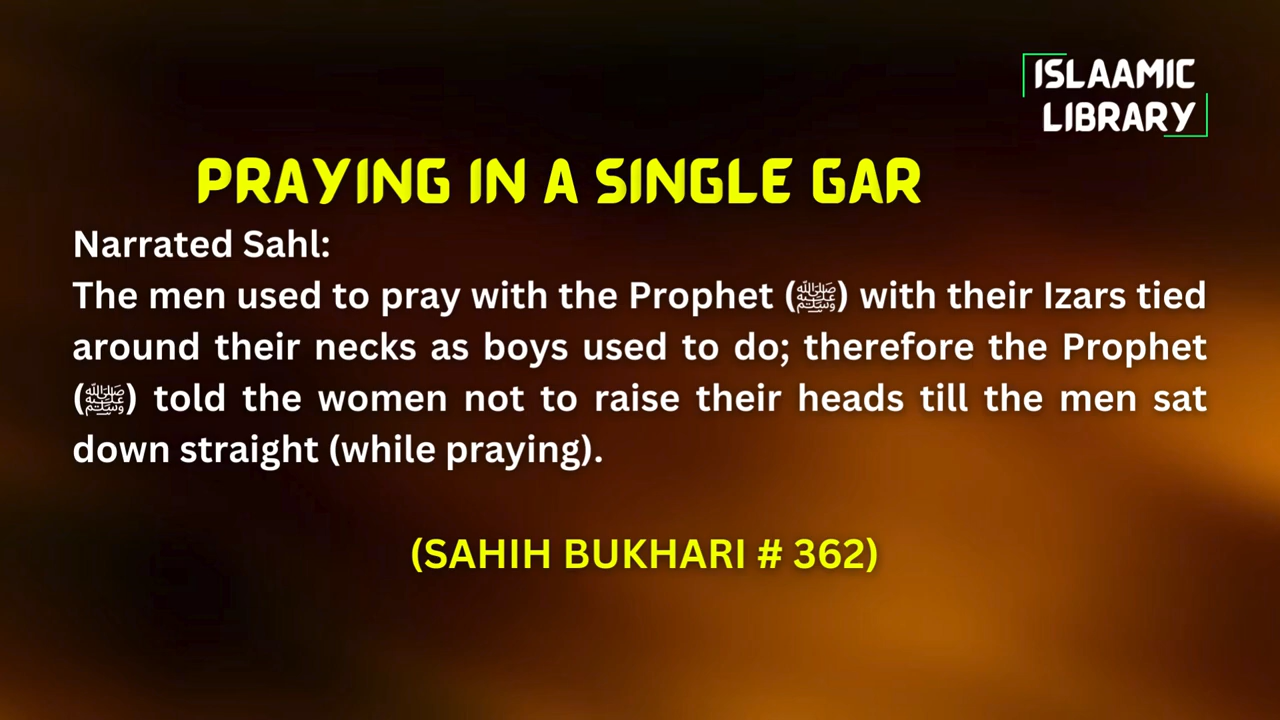 ISLAAMIC
LIBRARY
PRAYING IN A SINGLE GAR
Narrated Sahl:
The men used to pray with the Prophet (ﷺ) with their Izars tied
around their necks as boys used to do; therefore the Prophet
(ﷺ) told the women not to raise their heads till the men sat
down straight (while praying).
(SAHIH BUKHARI # 362)